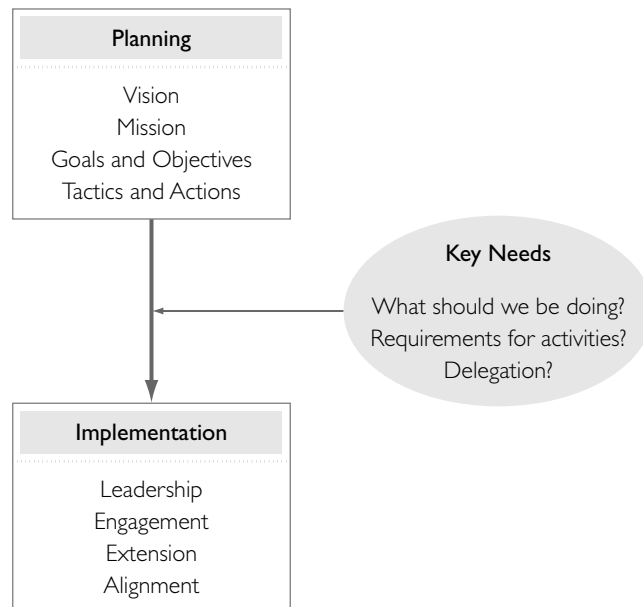 Planning
Vision
Mission
Goals and Objectives
Tactics and Actions
Key Needs
What should we be doing?
Requirements for activities?
Delegation?
Implementation
Leadership
Engagement
Extension
Alignment